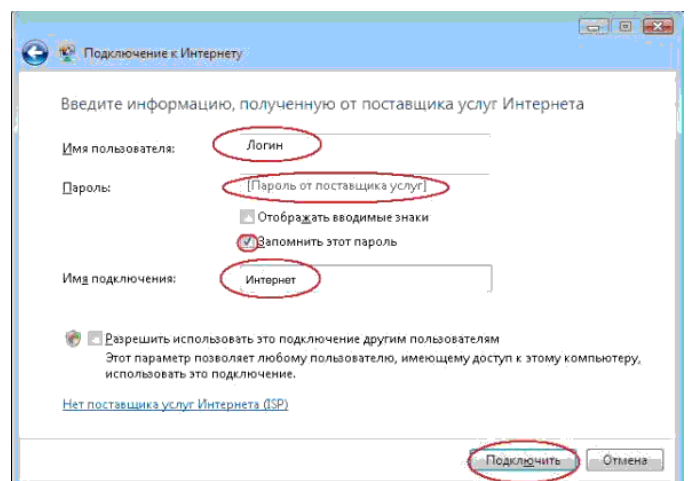 Подключение к Интернету
Введите информацию, полученную от поставщика услуг Интернета
Имя пользователя:
Логин
Пароль:
[Пароль от поставщика услуг]
Отображать вводимые знаки
Запомнить этот пароль
Имя подключения:
Интернет
Разрешить использовать это подключение другим пользователям
Этот параметр позволяет любому пользователю, имеющему доступ к этому компьютеру,
использовать это подключение.
Нет поставщика услуг Интернета (ISP)
Подключить
Отмена